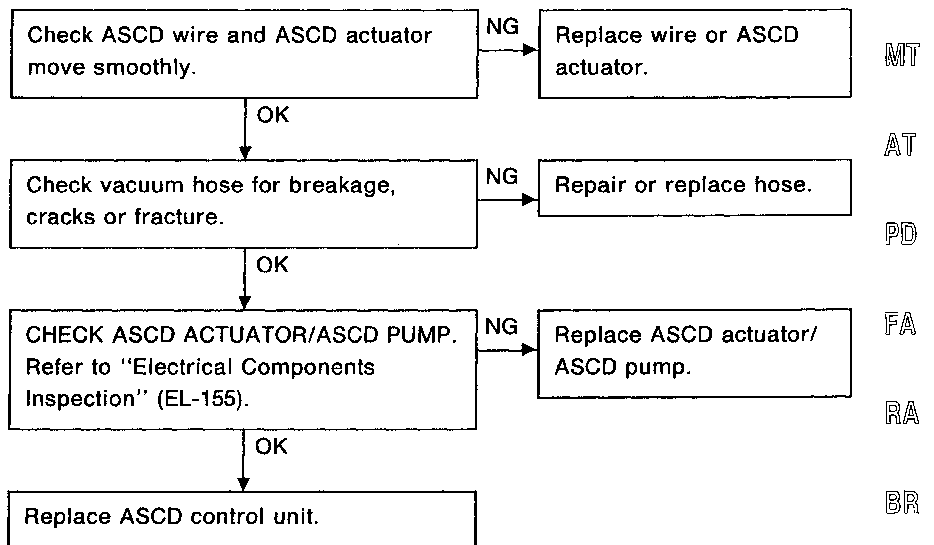 Check ASCD wire and ASCD actuator
move smoothly.
NG
Replace wire or ASCD
actuator.
MT
OK
AT
Check vacuum hose for breakage,
cracks or fracture.
NG
Repair or replace hose.
PD
OK
CHECK ASCD ACTUATOR/ASCD PUMP.
Refer to "Electrical Components
Inspection" (EL-155).
NG
Replace ASCD actuator/
ASCD pump.
FA
RA
OK
Replace ASCD control unit.
BR